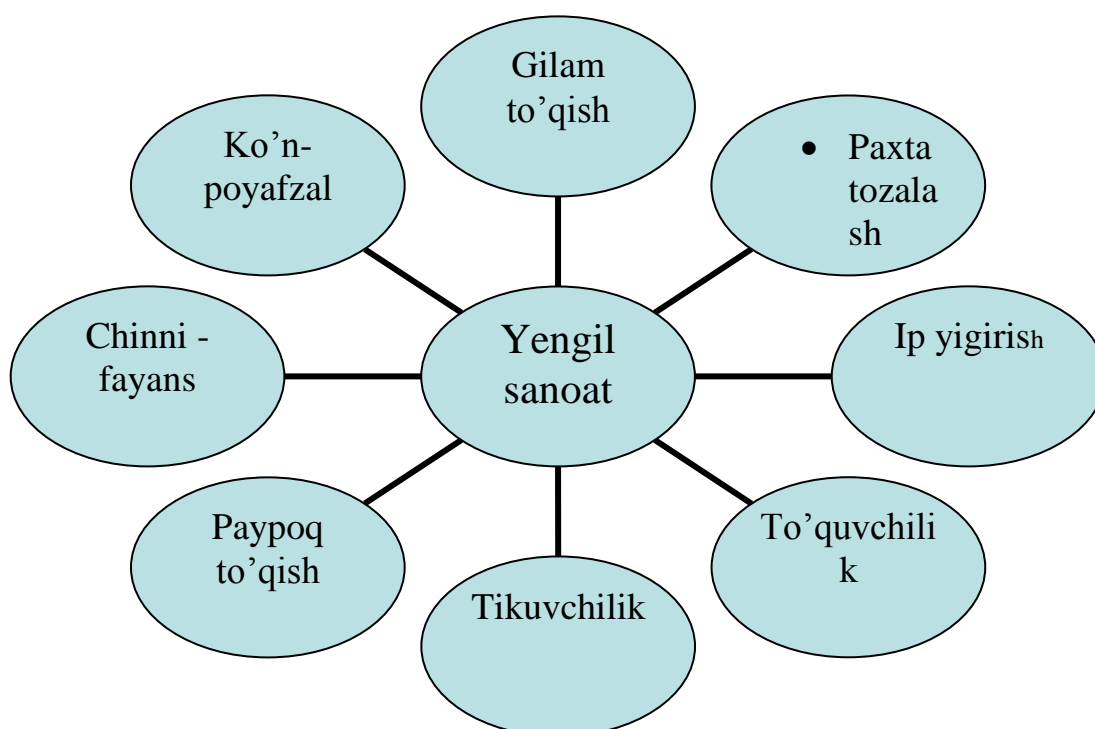 Gilam
to’qish
Ko’n-
poyafzal
• Paxta
tozala
sh
Chinni -
fayans
Yengil
sanoat
Ip yigirish
Paypoq
to’qish
Tikuvchilik
To’quvchili
k